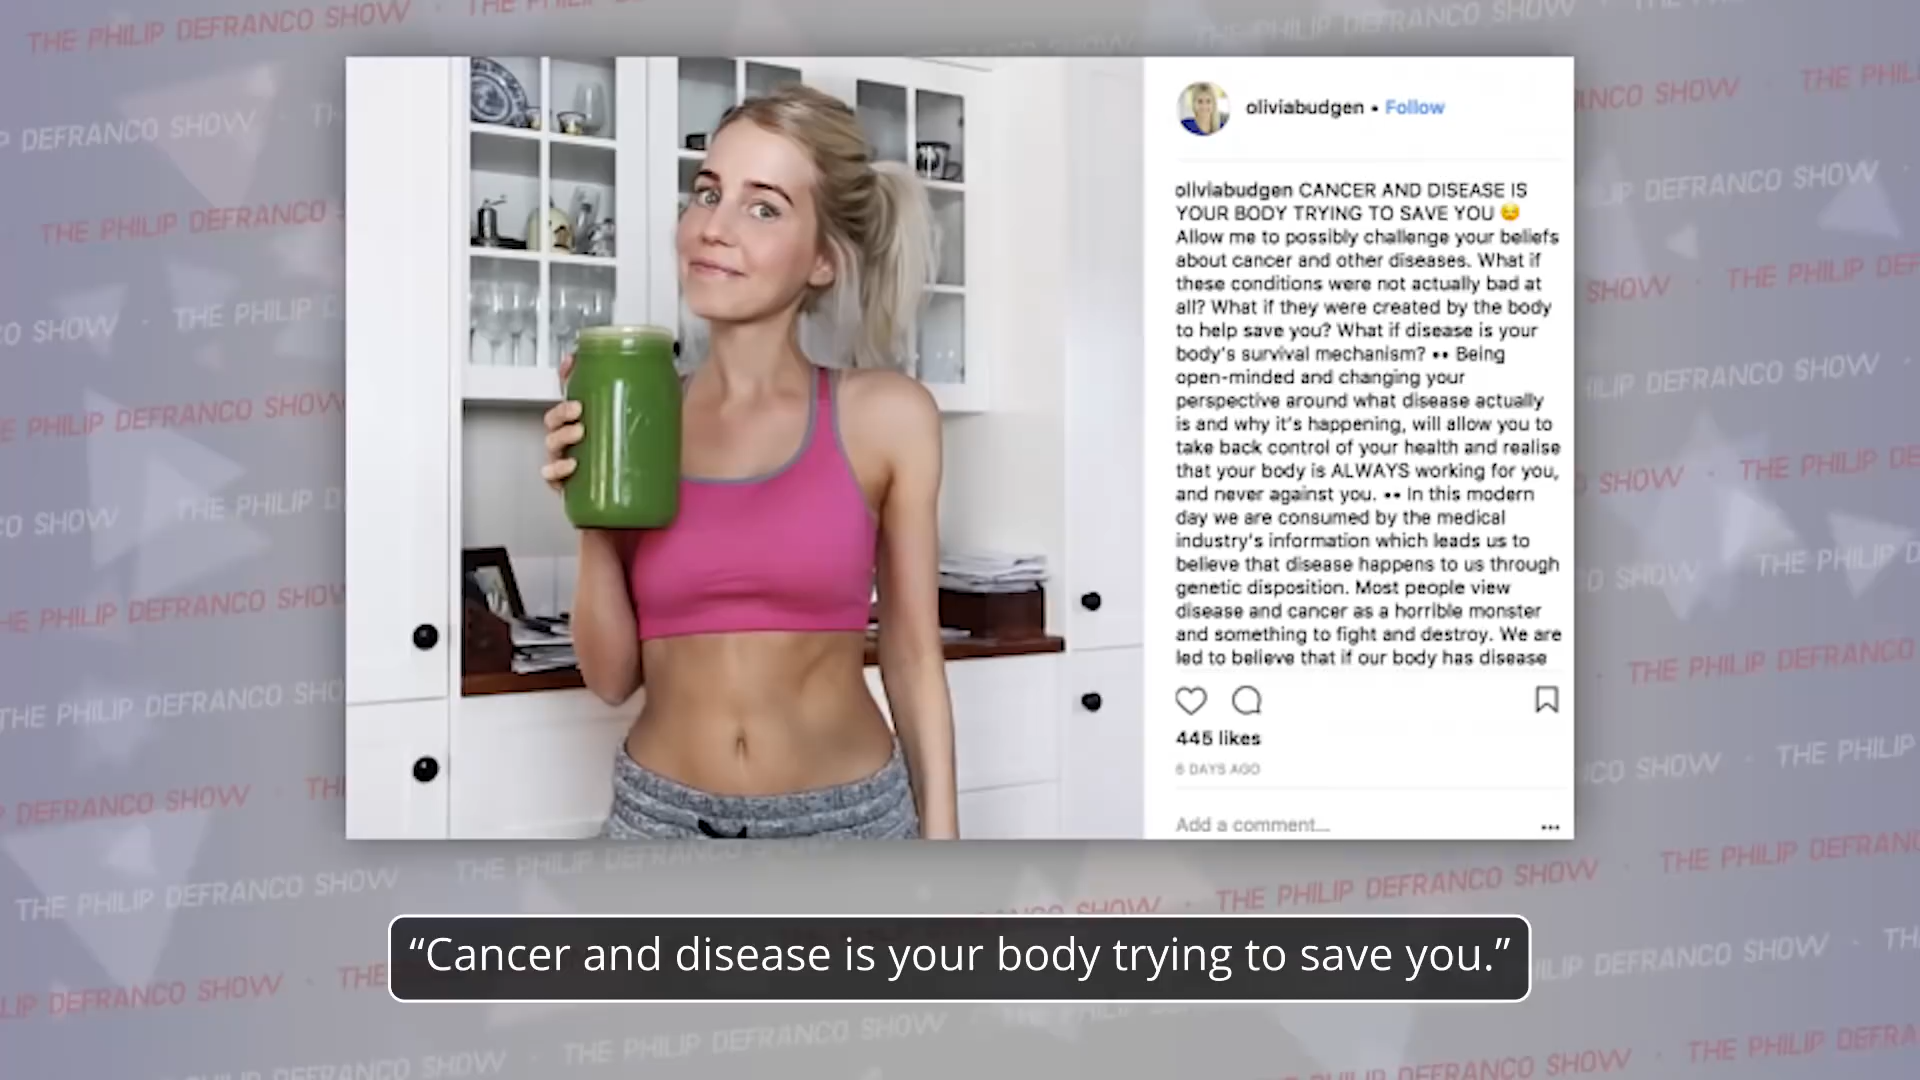 THE PHILIP DEFRANCO SHOW
oliviabudgen • Follow
oliviabudgen CANCER AND DISEASE IS
YOUR BODY TRYING TO SAVE YOU 😊
Allow me to possibly challenge your beliefs
about cancer and other diseases. What if
these conditions were not actually bad at
all? What if they were created by the body
to help save you? What if disease is your
body's survival mechanism? •• Being
open-minded and changing your
perspective around what disease actually
is and why it's happening, will allow you to
take back control of your health and realise
that your body is ALWAYS working for you,
and never against you. •• In this modern
day we are consumed by the medical
industry's information which leads us to
believe that disease happens to us through
genetic disposition. Most people view
disease and cancer as a horrible monster
and something to fight and destroy. We are
led to believe that if our body has disease
445 likes
6 DAYS AGO
Add a comment...
“Cancer and disease is your body trying to save you.”